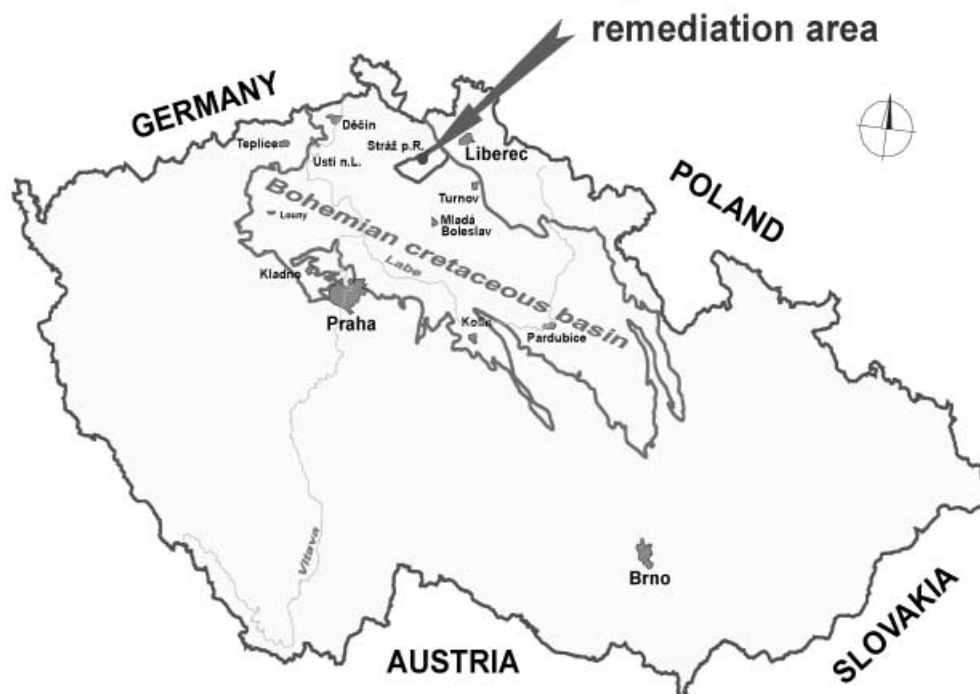 remediation area
GERMANY
Děčín
Teplice
Stráž p.R.
Liberec
Ústí n.L.
POLAND
Turnov
Louny
Mladá
Boleslav
Bohemian cretaceous basin
Labe
Kladno
Praha
Kolín
Pardubice
Vltava
Brno
SLOVAKIA
AUSTRIA